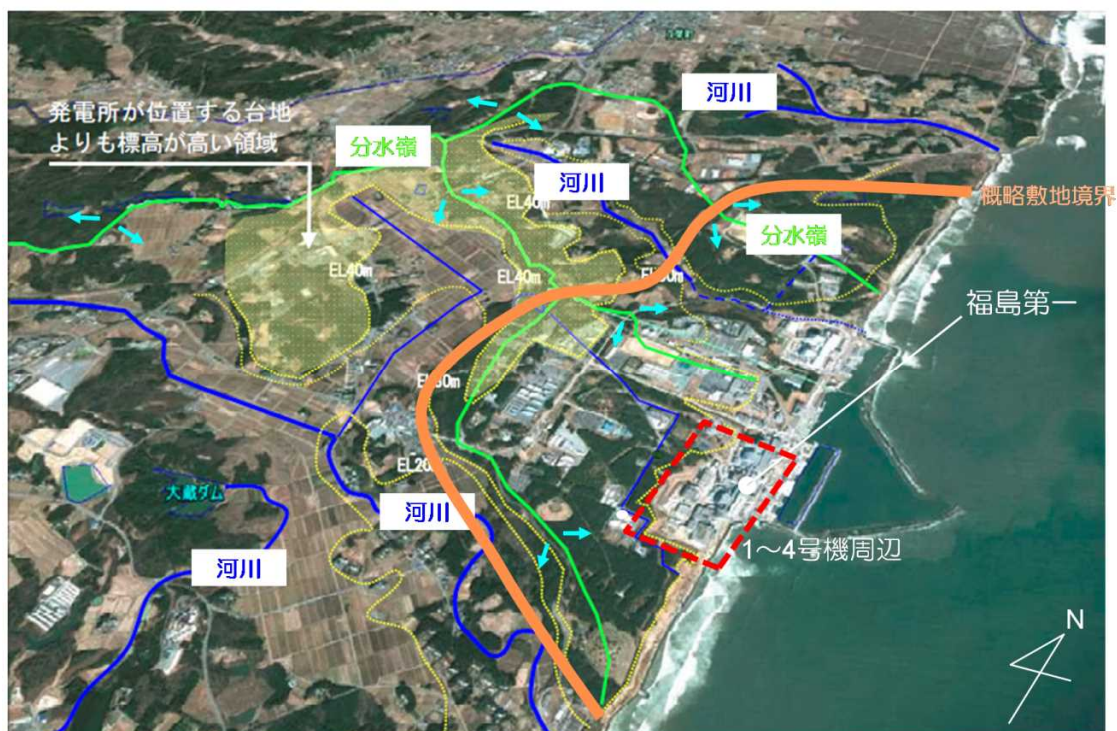 河川
発電所が位置する台地
よりも標高が高い領域
分水嶺
河川
概略敷地境界
EL40m
分水嶺
EL40m
EL40m
福島第一
大蔵ダム
河川
河川
1～4号機周辺
N